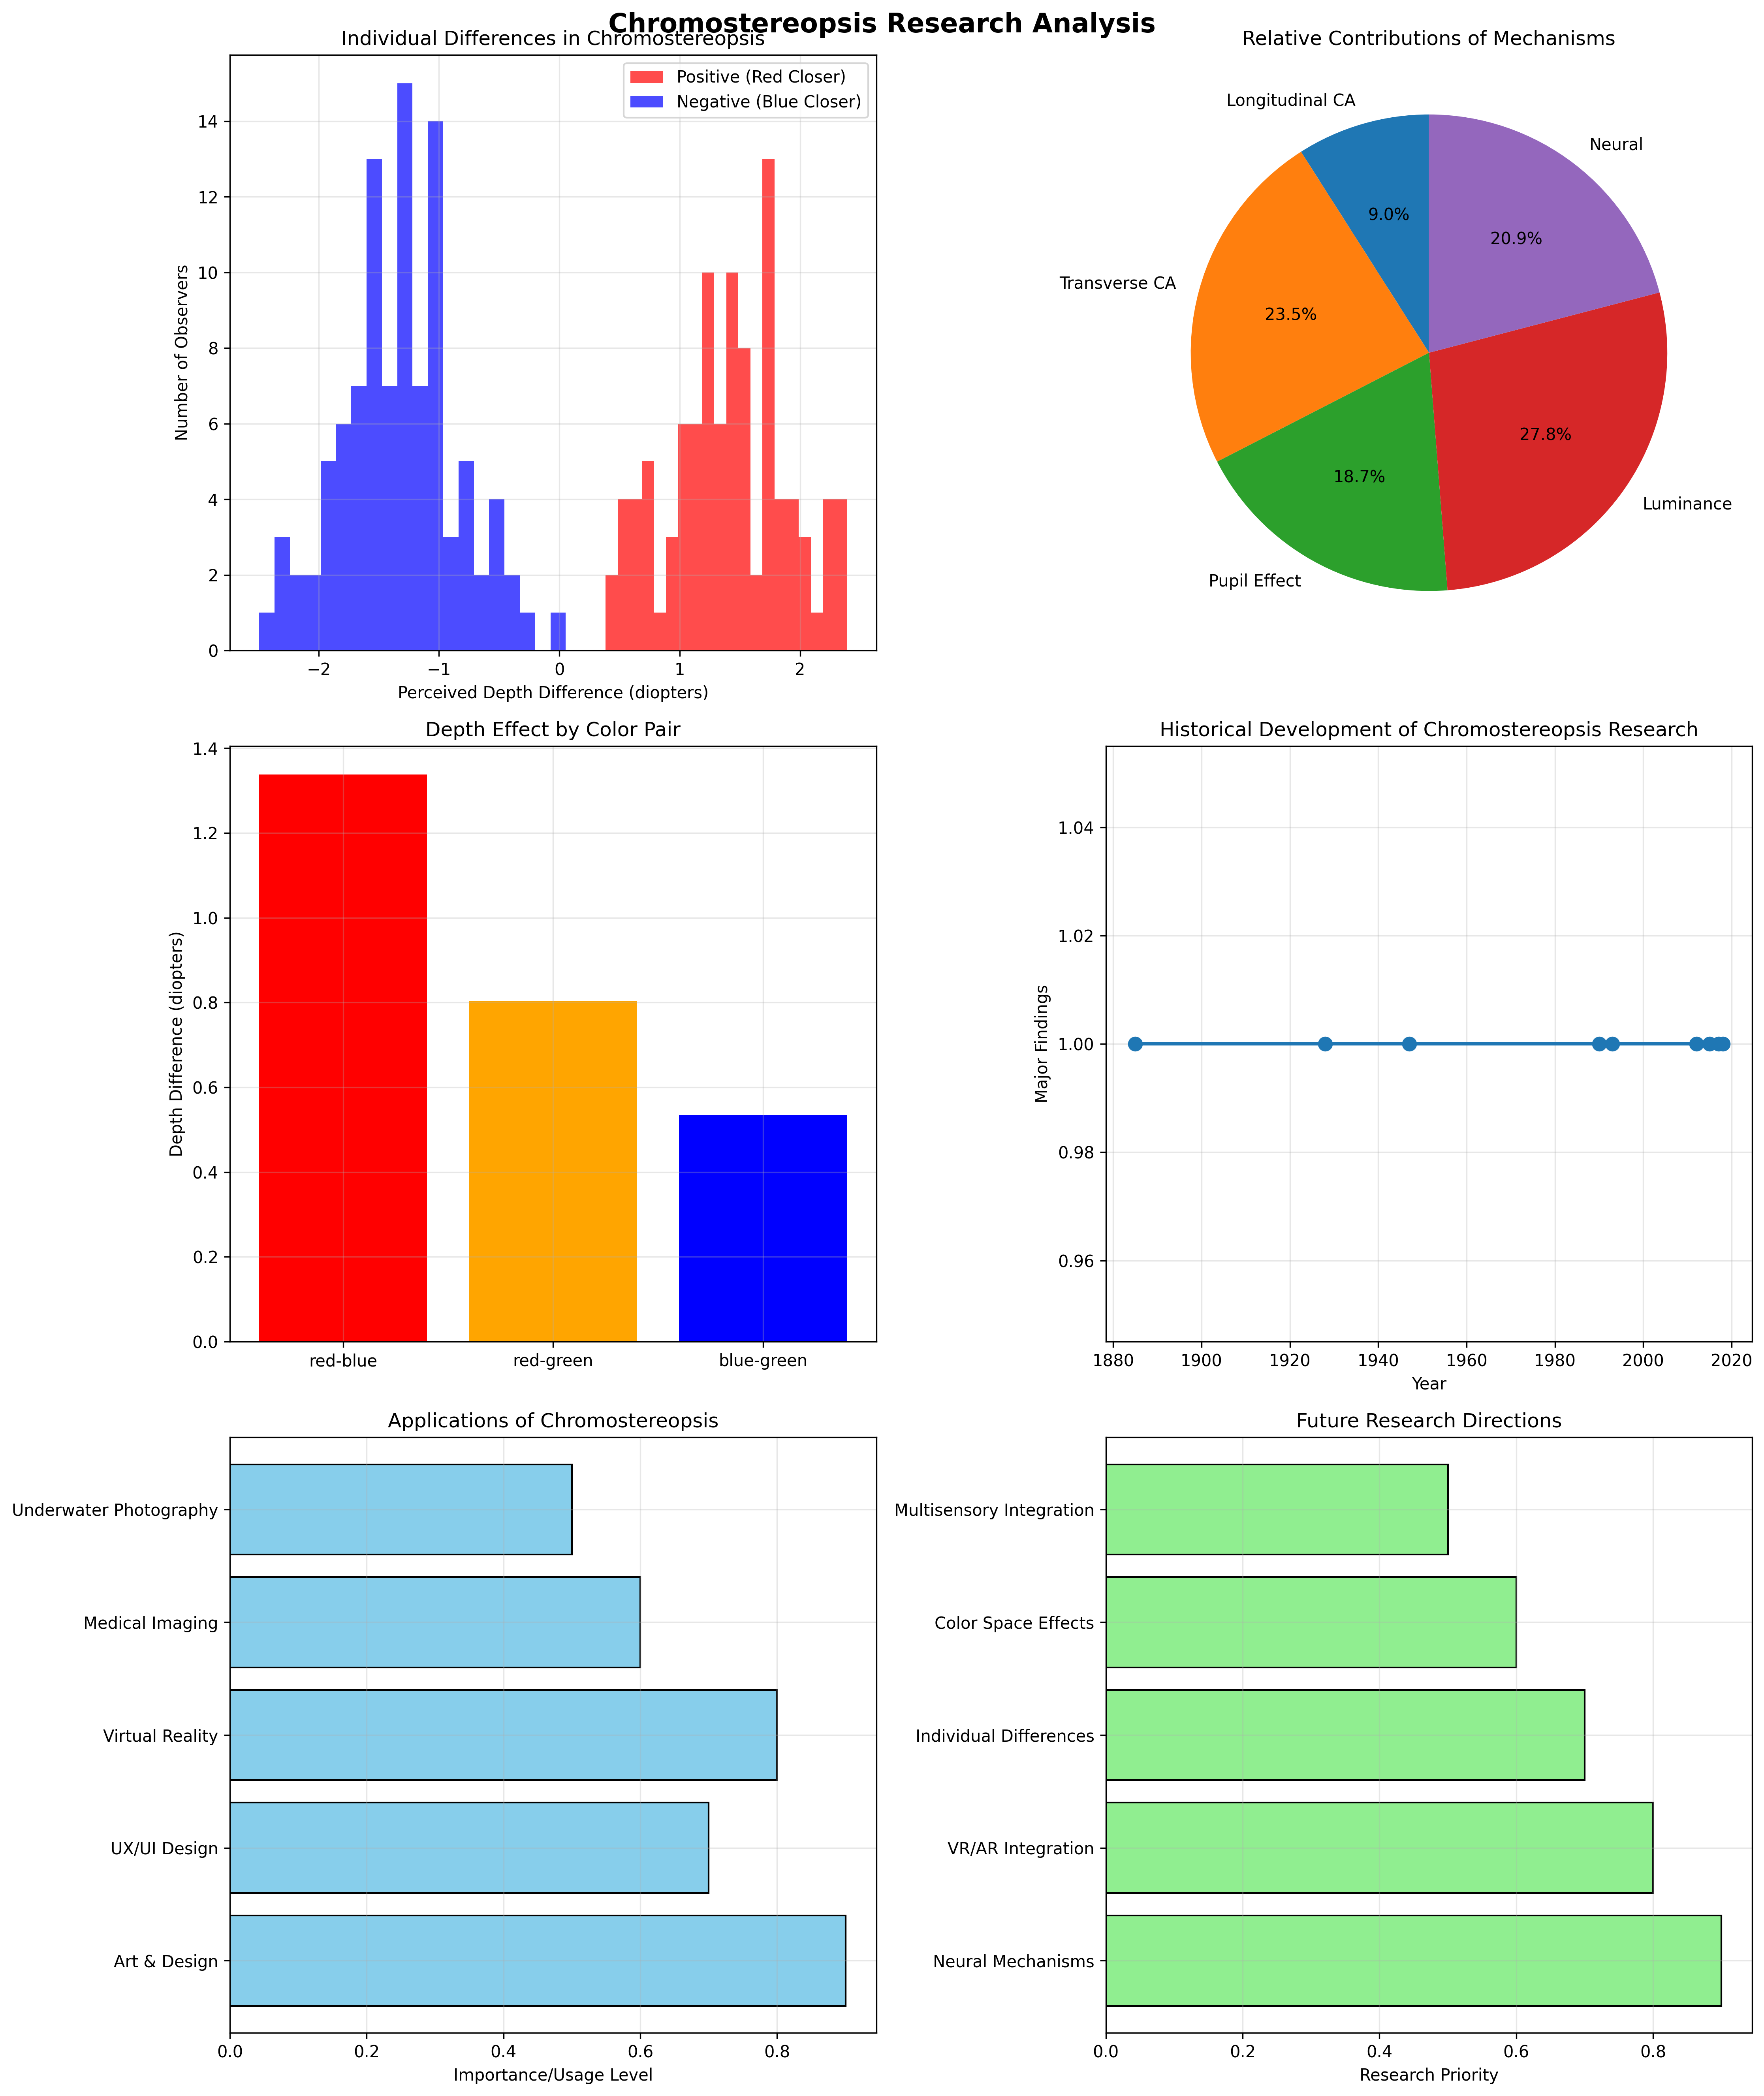 Chromostereopsis Research Analysis
Individual Differences in Chromostereopsis
Positive (Red Closer)
Negative (Blue Closer)
Number of Observers
14
12
10
8
6
4
2
0
−2
−1
0
1
2
Perceived Depth Difference (diopters)
Relative Contributions of Mechanisms
Longitudinal CA
Neural
9.0%
20.9%
Transverse CA
23.5%
27.8%
18.7%
Luminance
Pupil Effect
Depth Effect by Color Pair
Depth Difference (diopters)
1.4
1.2
1.0
0.8
0.6
0.4
0.2
0.0
red-blue
red-green
blue-green
Historical Development of Chromostereopsis Research
Major Findings
1.04
1.02
1.00
0.98
0.96
1880
1900
1920
1940
1960
1980
2000
2020
Year
Applications of Chromostereopsis
Underwater Photography
Medical Imaging
Virtual Reality
UX/UI Design
Art & Design
0.0
0.2
0.4
0.6
0.8
Importance/Usage Level
Future Research Directions
Multisensory Integration
Color Space Effects
Individual Differences
VR/AR Integration
Neural Mechanisms
0.0
0.2
0.4
0.6
0.8
Research Priority